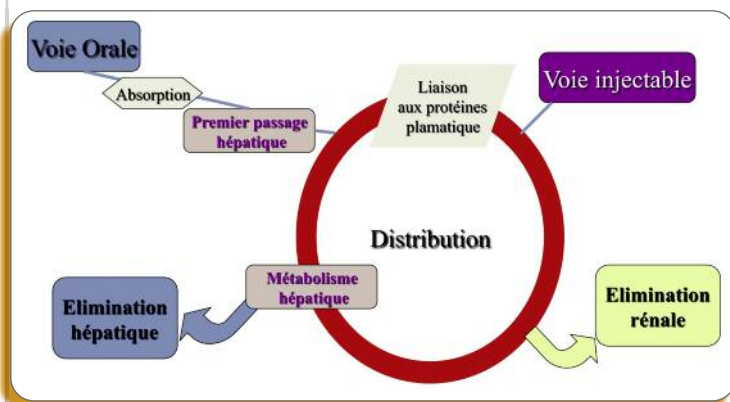 Voie Orale
Absorption
Premier passage
hépatique
Liaison
aux protéines
plamatique
Voie injectable
Distribution
Métabolisme
hépatique
Elimination
hépatique
Elimination
rénale